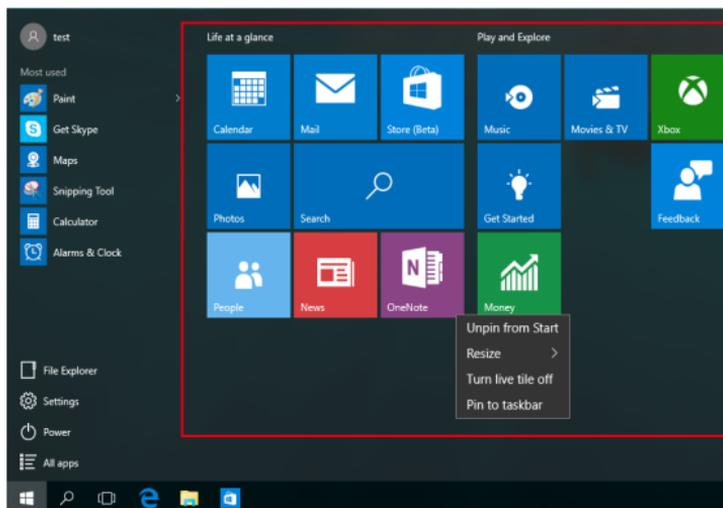 test
Most used
Paint
Get Skype
Maps
Snipping Tool
Calculator
Alarms & Clock
File Explorer
Settings
Power
All apps
Life at a glance
Calendar
Mail
Store (Beta)
Photos
Search
People
News
OneNote
Play and Explore
Music
Movies & TV
Xbox
Get Started
Feedback
Money
Unpin from Start
Resize
Turn live tile off
Pin to taskbar